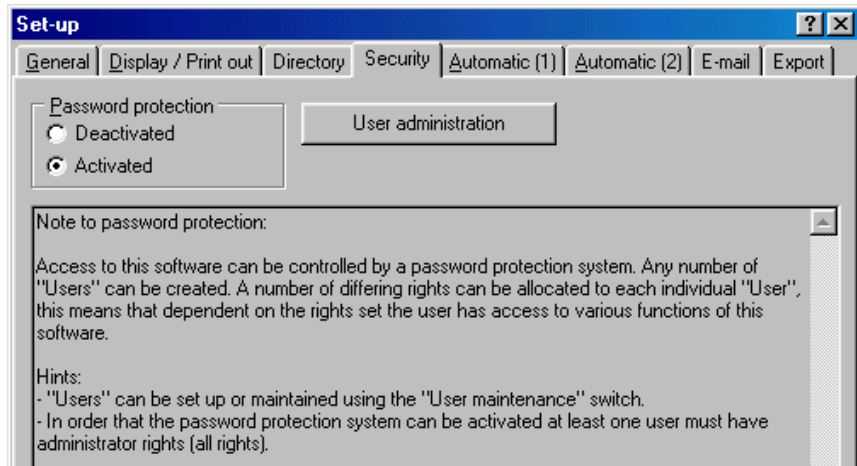 Set-up
General Display / Print out Directory Security Automatic (1) Automatic (2) E-mail Export
Password protection
Deactivated
Activated
User administration
Note to password protection:
Access to this software can be controlled by a password protection system. Any number of
"Users" can be created. A number of differing rights can be allocated to each individual "User",
this means that dependent on the rights set the user has access to various functions of this
software.
Hints:
- "Users" can be set up or maintained using the "User maintenance" switch.
- In order that the password protection system can be activated at least one user must have
administrator rights (all rights).